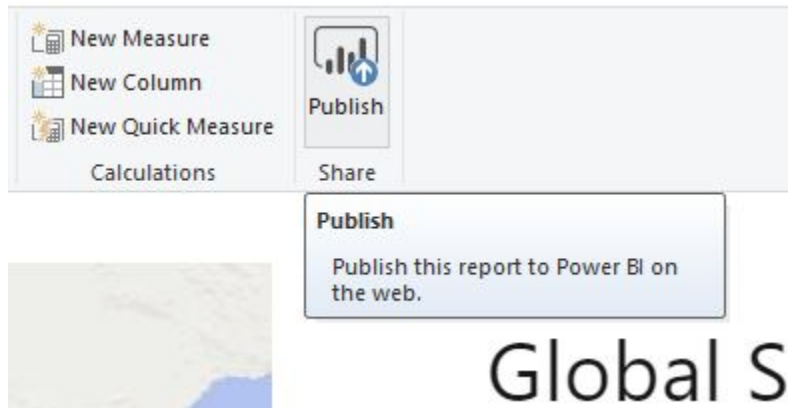 New Measure
New Column
New Quick Measure
Calculations
Publish
Share
Publish
Publish this report to Power BI on
the web.
Global S